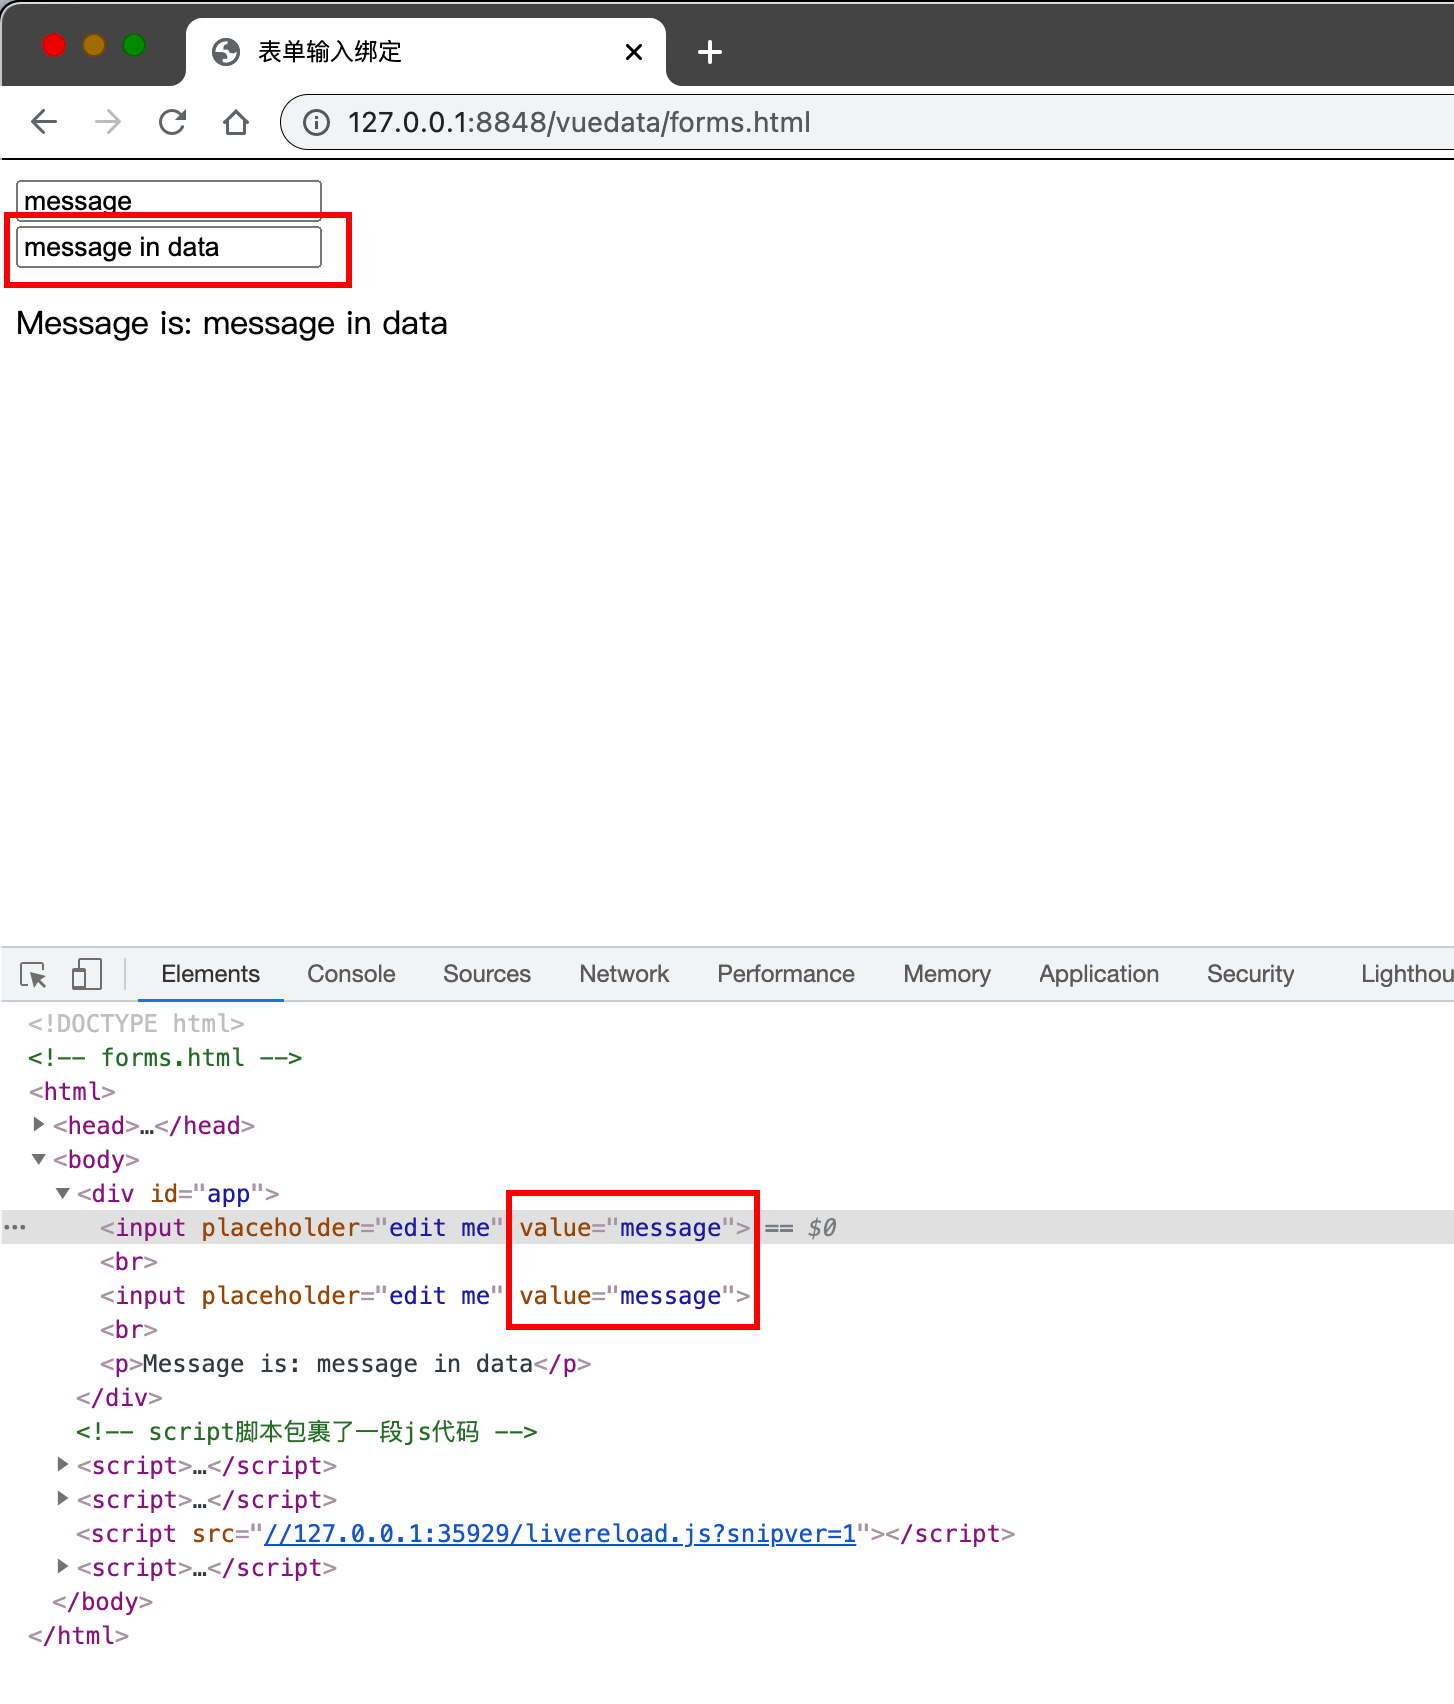 表单输入绑定
127.0.0.1:8848/vuedata/forms.html
message
message in data
Message is: message in data
Elements Console Sources Network Performance Memory Application Security Lighthou
<!DOCTYPE html>
<!-- forms.html -->
<html>
<head>…</head>
<body>
<div id="app">
<input placeholder="edit me" value="message"> == $0
<br>
<input placeholder="edit me" value="message">
<br>
<p>Message is: message in data</p>
</div>
<!-- script脚本包裹了一段js代码 -->
<script>…</script>
<script>…</script>
<script src="//127.0.0.1:35929/livereload.js?snipver=1"></script>
<script>…</script>
</body>
</html>